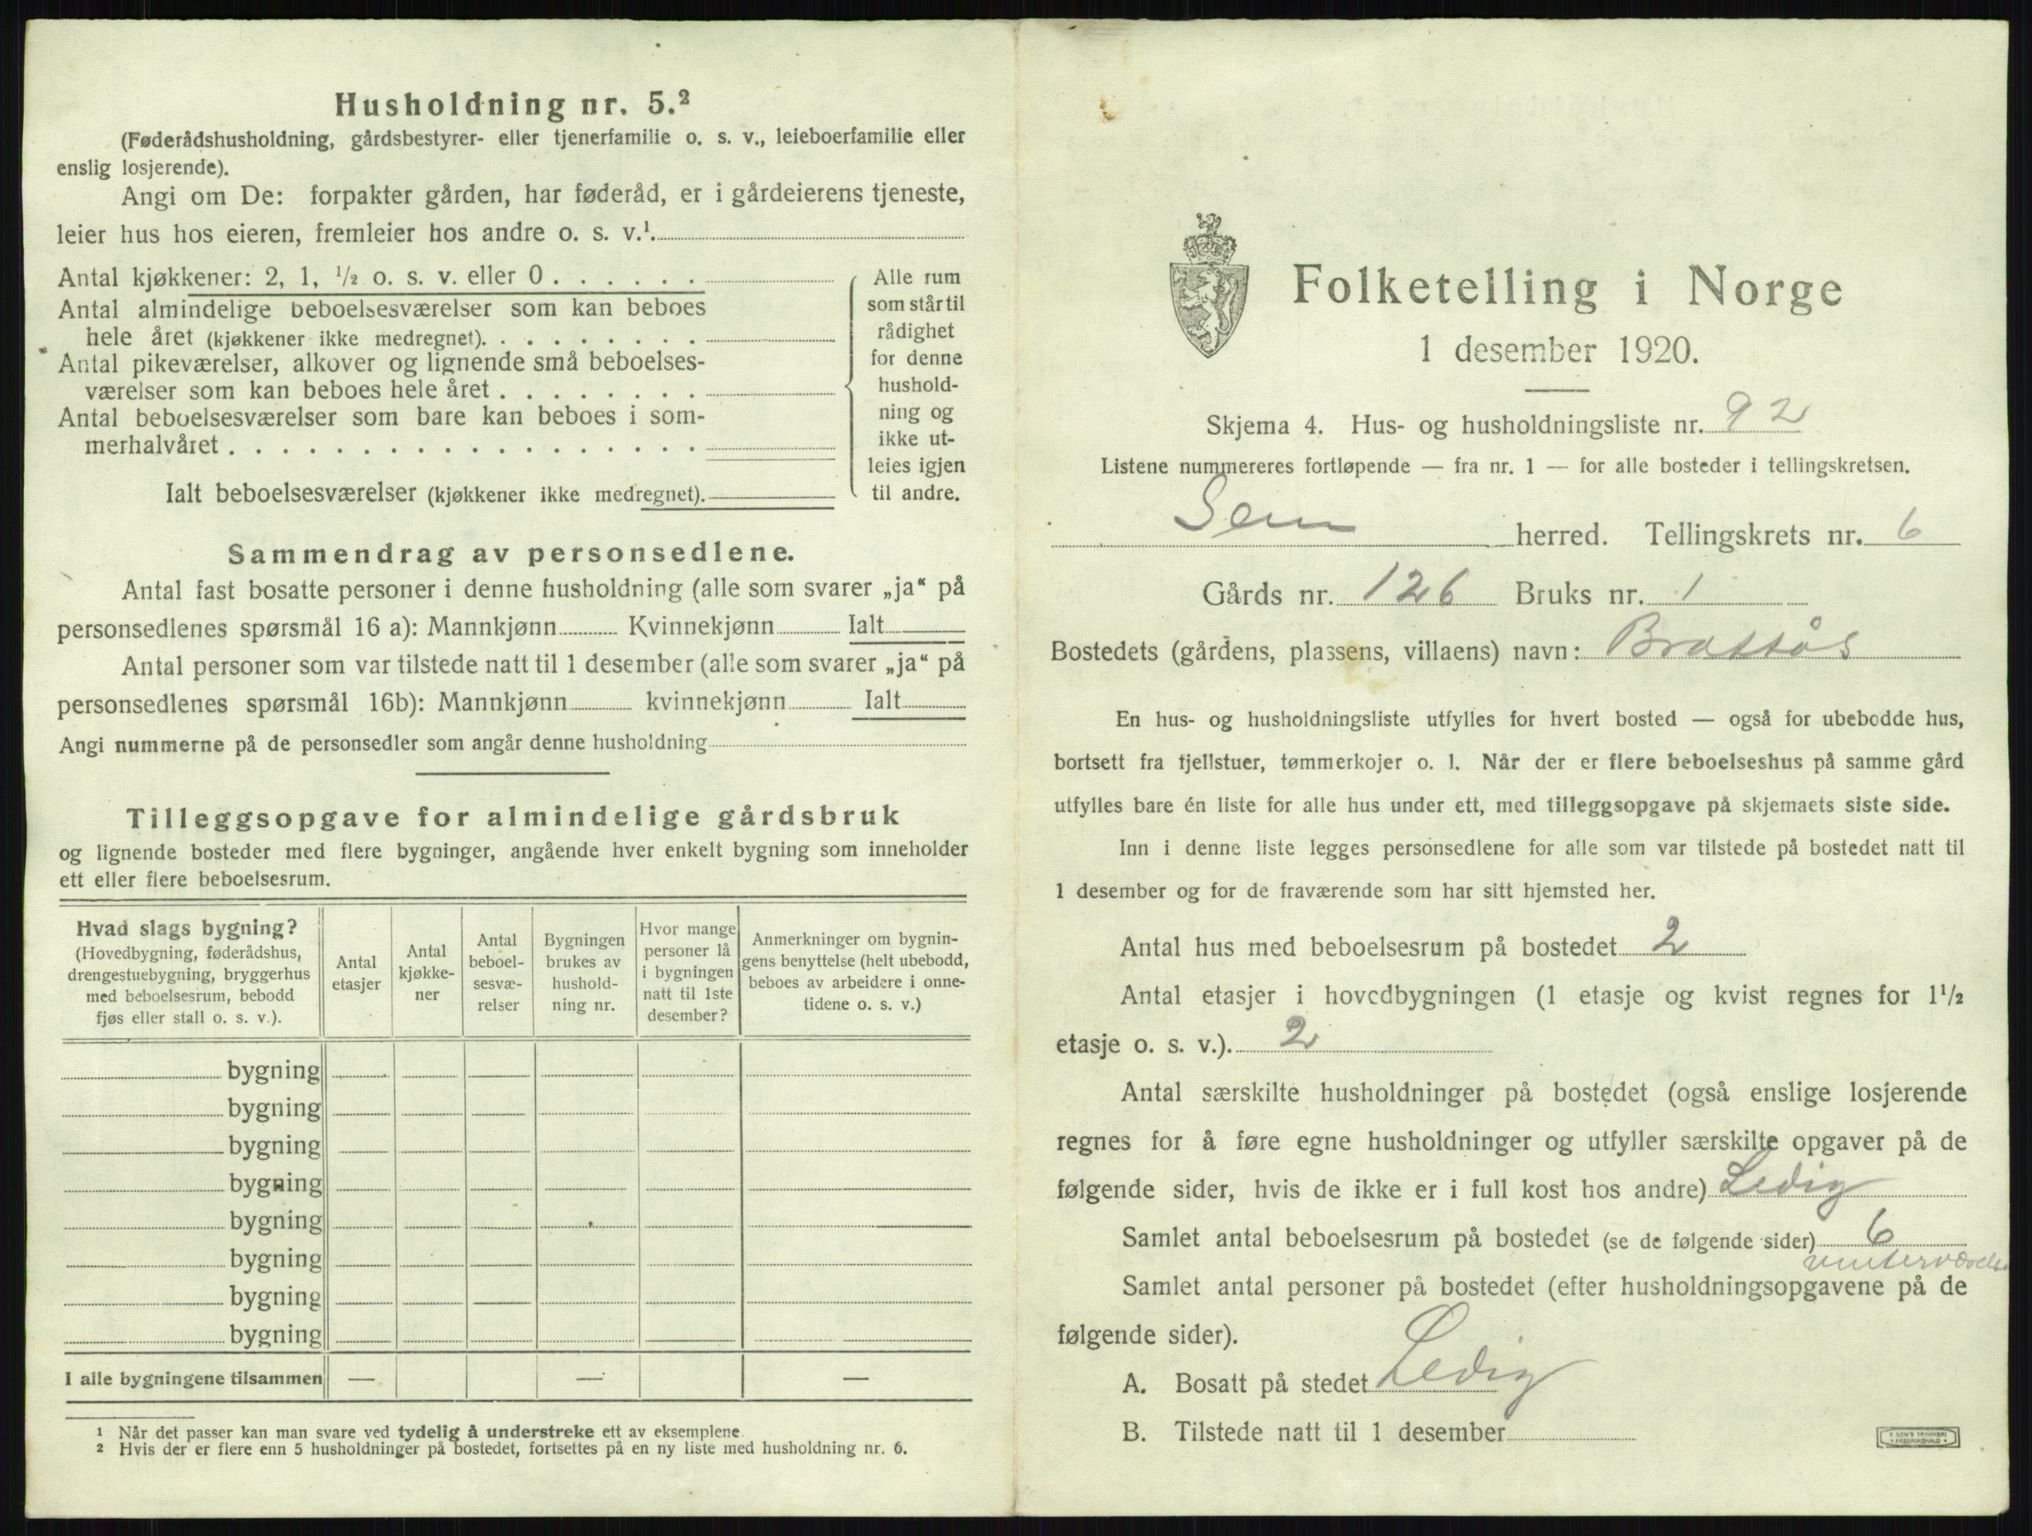 Husholdning nr. 5.²
(Føderådshusholdning, gårdsbestyrer- eller tjenerfamilie o. s. v., leieboerfamilie eller
enslig losjerende).
Angi om De: forpakter gården, har føderåd, er i gårdeierens tjeneste,
leier hus hos eieren, fremleier hos andre o. s. v.¹
Antal kjøkkener: 2, 1, ½ o. s. v. eller 0 . . . . . .
Antal almindelige beboelsesværelser som kan beboes
hele året (kjøkkener ikke medregnet). . . . . . . . .
Antal pikeværelser, alkover og lignende små beboelses-
værelser som kan beboes hele året . . . . . . . .
Antal beboelsesværelser som bare kan beboes i som-
merhalvåret . . . . . . . . . . . . . . . . . .
Ialt beboelsesværelser (kjøkkener ikke medregnet).
Alle rum
som står til
rådighet
for denne
hushold-
ning og
ikke ut-
leies igjen
til andre.
Sammendrag av personsedlene.
Antal fast bosatte personer i denne husholdning (alle som svarer „ja“ på
personsedlenes spørsmål 16 a): Mannkjønn Kvinnekjønn Ialt
Antal personer som var tilstede natt til 1 desember (alle som svarer „ja“ på
personsedlenes spørsmål 16b): Mannkjønn kvinnekjønn Ialt
Angi nummerne på de personsedler som angår denne husholdning
Tilleggsopgave for almindelige gårdsbruk
og lignende bosteder med flere bygninger, angående hver enkelt bygning som inneholder
ett eller flere beboelsesrum.
Hvad slags bygning?
(Hovedbygning, føderådshus,
drengestuebygning, bryggerhus
med beboelsesrum, bebodd
fjøs eller stall o. s. v.).
Antal
etasjer
Antal
kjøkke-
ner
Antal
beboel-
sesvæ-
relser
Bygningen
brukes av
hushold-
ning nr.
Hvor mange
personer lå
i bygningen
natt til 1ste
desember?
Anmerkninger om bygnin-
gens benyttelse (helt ubebodd,
beboes av arbeidere i onne-
tidene o. s. v.)
bygning
bygning
bygning
bygning
bygning
bygning
bygning
bygning
I alle bygningene tilsammen — — —
¹ Når det passer kan man svare ved tydelig å understreke ett av eksemplene
² Hvis der er flere enn 5 husholdninger på bostedet, fortsettes på en ny liste med husholdning nr. 6.
Folketelling i Norge
1 desember 1920.
Skjema 4. Hus- og husholdningsliste nr. 92
Listene nummereres fortløpende — fra nr. 1 — for alle bosteder i tellingskretsen.
Sem herred. Tellingskrets nr. 6
Gårds nr. 126 Bruks nr. 1
Bostedets (gårdens, plassens, villaens) navn: Brattås
En hus- og husholdningsliste utfylles for hvert bosted — også for ubebodde hus,
bortsett fra fjellstuer, tømmerkojer o. l. Når der er flere beboelseshus på samme gård
utfylles bare én liste for alle hus under ett, med tilleggsopgave på skjemaets siste side.
Inn i denne liste legges personsedlene for alle som var tilstede på bostedet natt til
1 desember og for de fraværende som har sitt hjemsted her.
Antal hus med beboelsesrum på bostedet 2
Antal etasjer i hovedbygningen (1 etasje og kvist regnes for 1½
etasje o. s. v.). 2
Antal særskilte husholdninger på bostedet (også enslige losjerende
regnes for å føre egne husholdninger og utfyller særskilte opgaver på de
følgende sider, hvis de ikke er i full kost hos andre) Ledig
Samlet antal beboelsesrum på bostedet (se de følgende sider) 6
Samlet antal personer på bostedet (efter husholdningsopgavene på de
følgende sider).
A. Bosatt på stedet Ledig
B. Tilstede natt til 1 desember
E. SEM'S TRYKKERI
FREDRIKSHALD